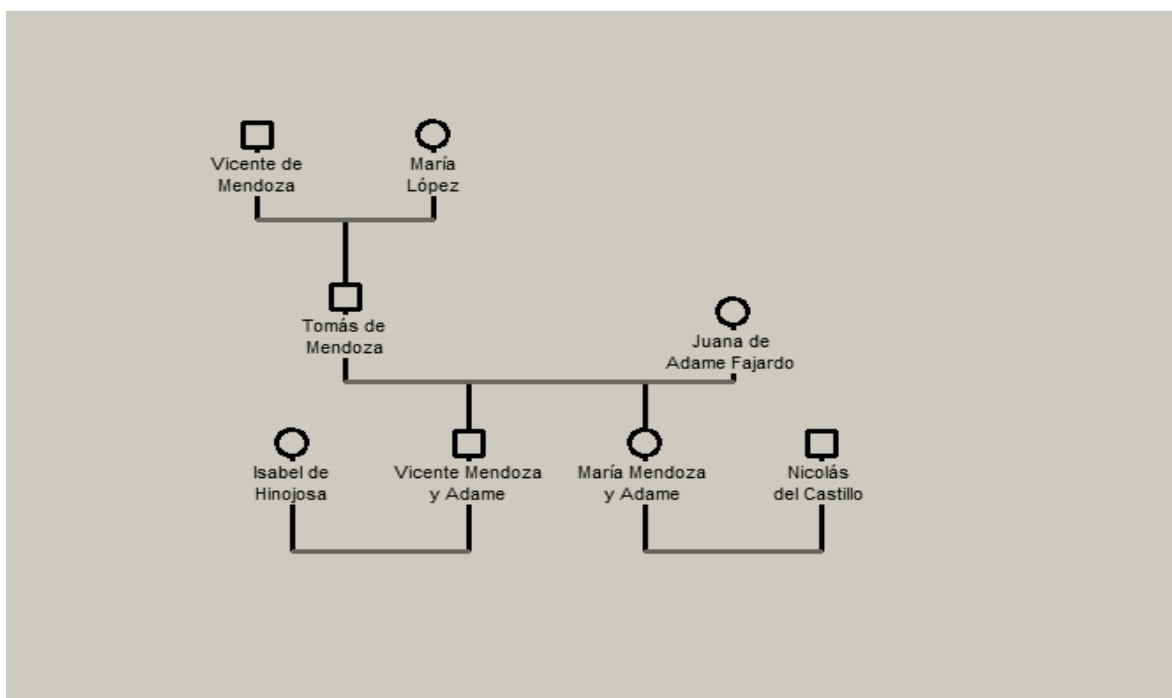 Vicente de
Mendoza
María
López
Tomás de
Mendoza
Juana de
Adame Fajardo
Isabel de
Hinojosa
Vicente Mendoza
y Adame
María Mendoza
y Adame
Nicolás
del Castillo